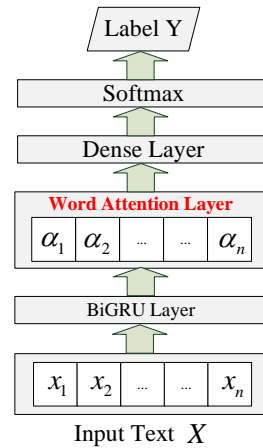 Label Y
Softmax
Dense Layer
Word Attention Layer
α₁ α₂ ... ... αₙ
BiGRU Layer
x₁ x₂ ... ... xₙ
Input Text X